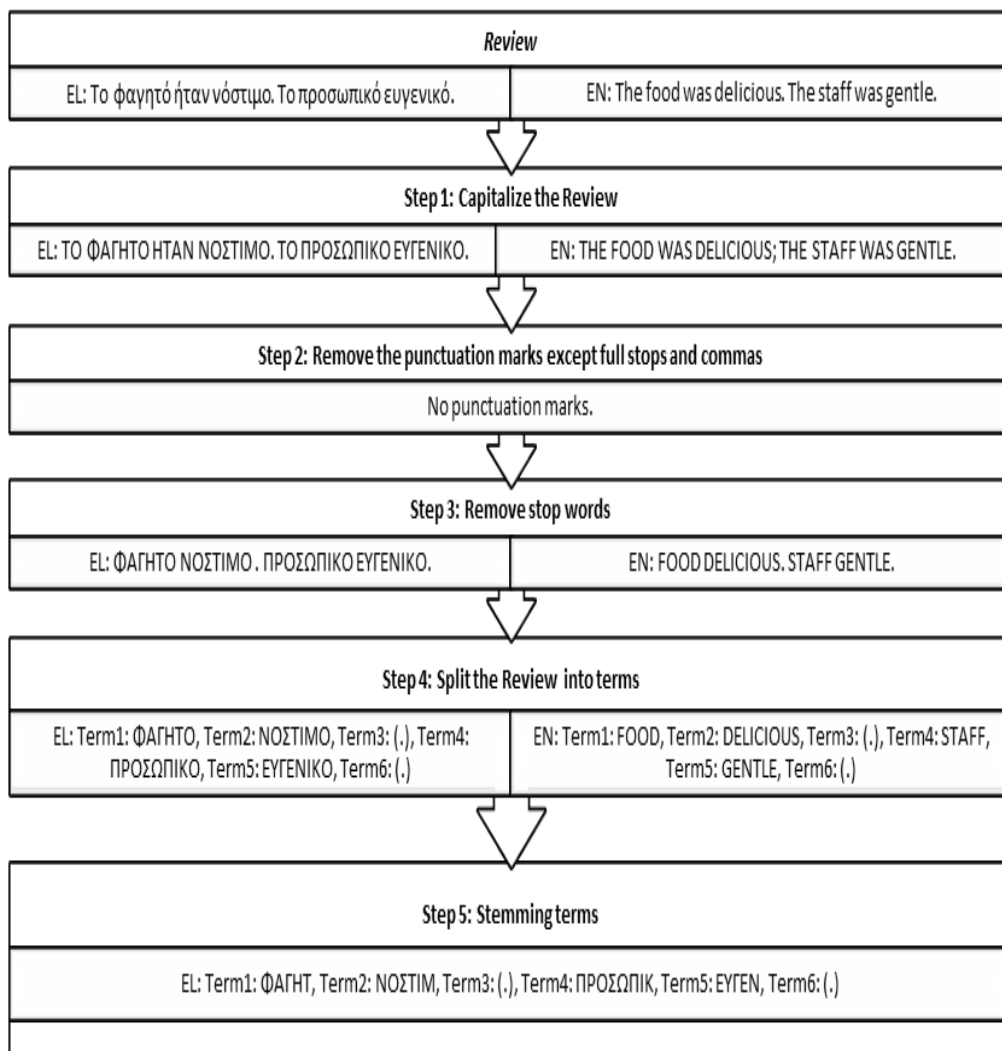 Review
EL: Το φαγητό ήταν νόστιμο. Το προσωπικό ευγενικό.
EN: The food was delicious. The staff was gentle.
Step 1: Capitalize the Review
EL: ΤΟ ΦΑΓΗΤΟ ΗΤΑΝ ΝΟΣΤΙΜΟ. ΤΟ ΠΡΟΣΩΠΙΚΟ ΕΥΓΕΝΙΚΟ.
EN: THE FOOD WAS DELICIOUS; THE STAFF WAS GENTLE.
Step 2: Remove the punctuation marks except full stops and commas
No punctuation marks.
Step 3: Remove stop words
EL: ΦΑΓΗΤΟ ΝΟΣΤΙΜΟ . ΠΡΟΣΩΠΙΚΟ ΕΥΓΕΝΙΚΟ.
EN: FOOD DELICIOUS. STAFF GENTLE.
Step 4: Split the Review into terms
EL: Term1: ΦΑΓΗΤΟ, Term2: ΝΟΣΤΙΜΟ, Term3: (.), Term4:
ΠΡΟΣΩΠΙΚΟ, Term5: ΕΥΓΕΝΙΚΟ, Term6: (.)
EN: Term1: FOOD, Term2: DELICIOUS, Term3: (.), Term4: STAFF,
Term5: GENTLE, Term6: (.)
Step 5: Stemming terms
EL: Term1: ΦΑΓΗΤ, Term2: ΝΟΣΤΙΜ, Term3: (.), Term4: ΠΡΟΣΩΠΙΚ, Term5: ΕΥΓΕΝ, Term6: (.)